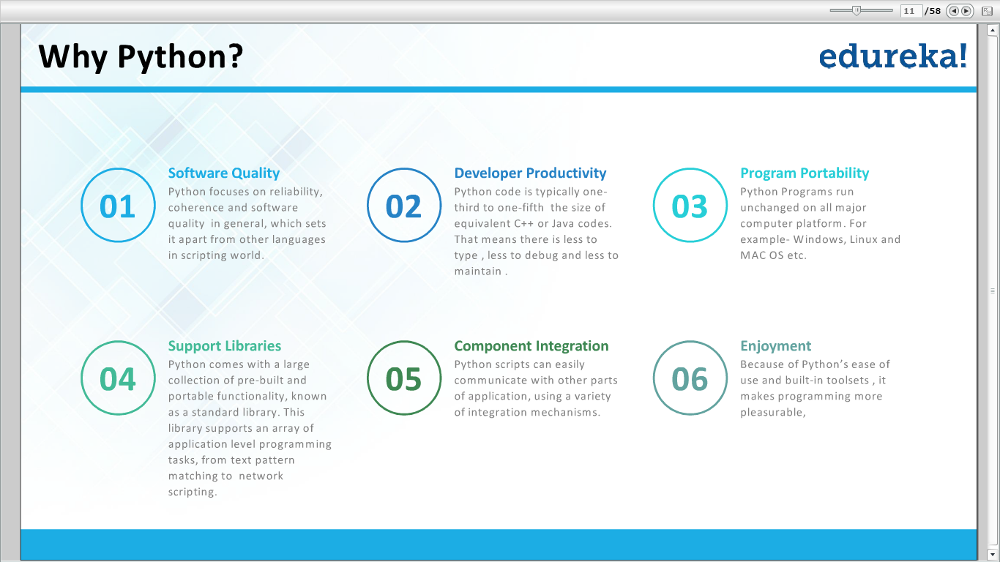 11 /58
Why Python?
edureka!
01
Software Quality
Python focuses on reliability,
coherence and software
quality in general, which sets
it apart from other languages
in scripting world.
02
Developer Productivity
Python code is typically one-
third to one-fifth the size of
equivalent C++ or Java codes.
That means there is less to
type , less to debug and less to
maintain .
03
Program Portability
Python Programs run
unchanged on all major
computer platform. For
example- Windows, Linux and
MAC OS etc.
04
Support Libraries
Python comes with a large
collection of pre-built and
portable functionality, known
as a standard library. This
library supports an array of
application level programming
tasks, from text pattern
matching to network
scripting.
05
Component Integration
Python scripts can easily
communicate with other parts
of application, using a variety
of integration mechanisms.
06
Enjoyment
Because of Python’s ease of
use and built-in toolsets , it
makes programming more
pleasurable,